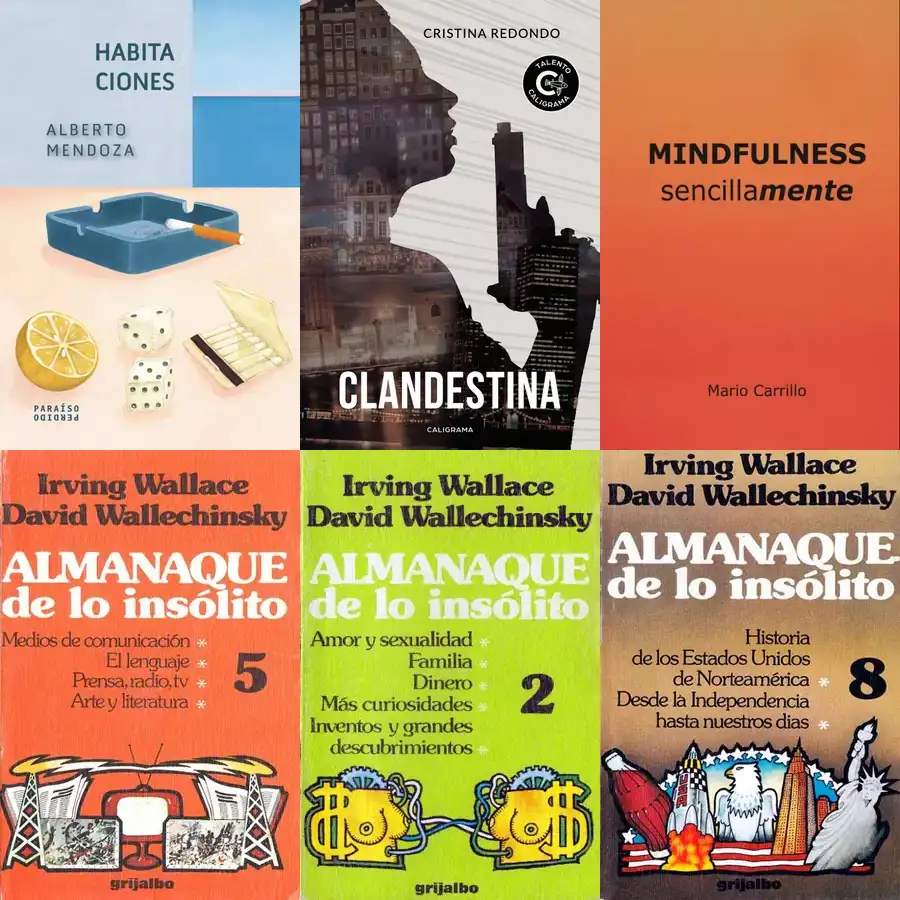 HABITA
CIONES
ALBERTO
MENDOZA
PARAÍSO
PERDIDO
CRISTINA REDONDO
TALENTO
C
CALIGRAMA
CLANDESTINA
CALIGRAMA
MINDFULNESS
sencillamente
Mario Carrillo
Irving Wallace
David Wallechinsky
ALMANAQUE
de lo insólito
Medios de comunicación *
El lenguaje *
Prensa, radio, tv *
Arte y literatura *
5
grijalbo
Irving Wallace
David Wallechinsky
ALMANAQUE
de lo insólito
Amor y sexualidad *
Familia *
Dinero *
Más curiosidades *
Inventos y grandes
descubrimientos *
2
grijalbo
Irving Wallace
David Wallechinsky
ALMANAQUE
de lo insólito
Historia
de los Estados Unidos
de Norteamérica *
Desde la Independencia
hasta nuestros dias *
8
grijalbo